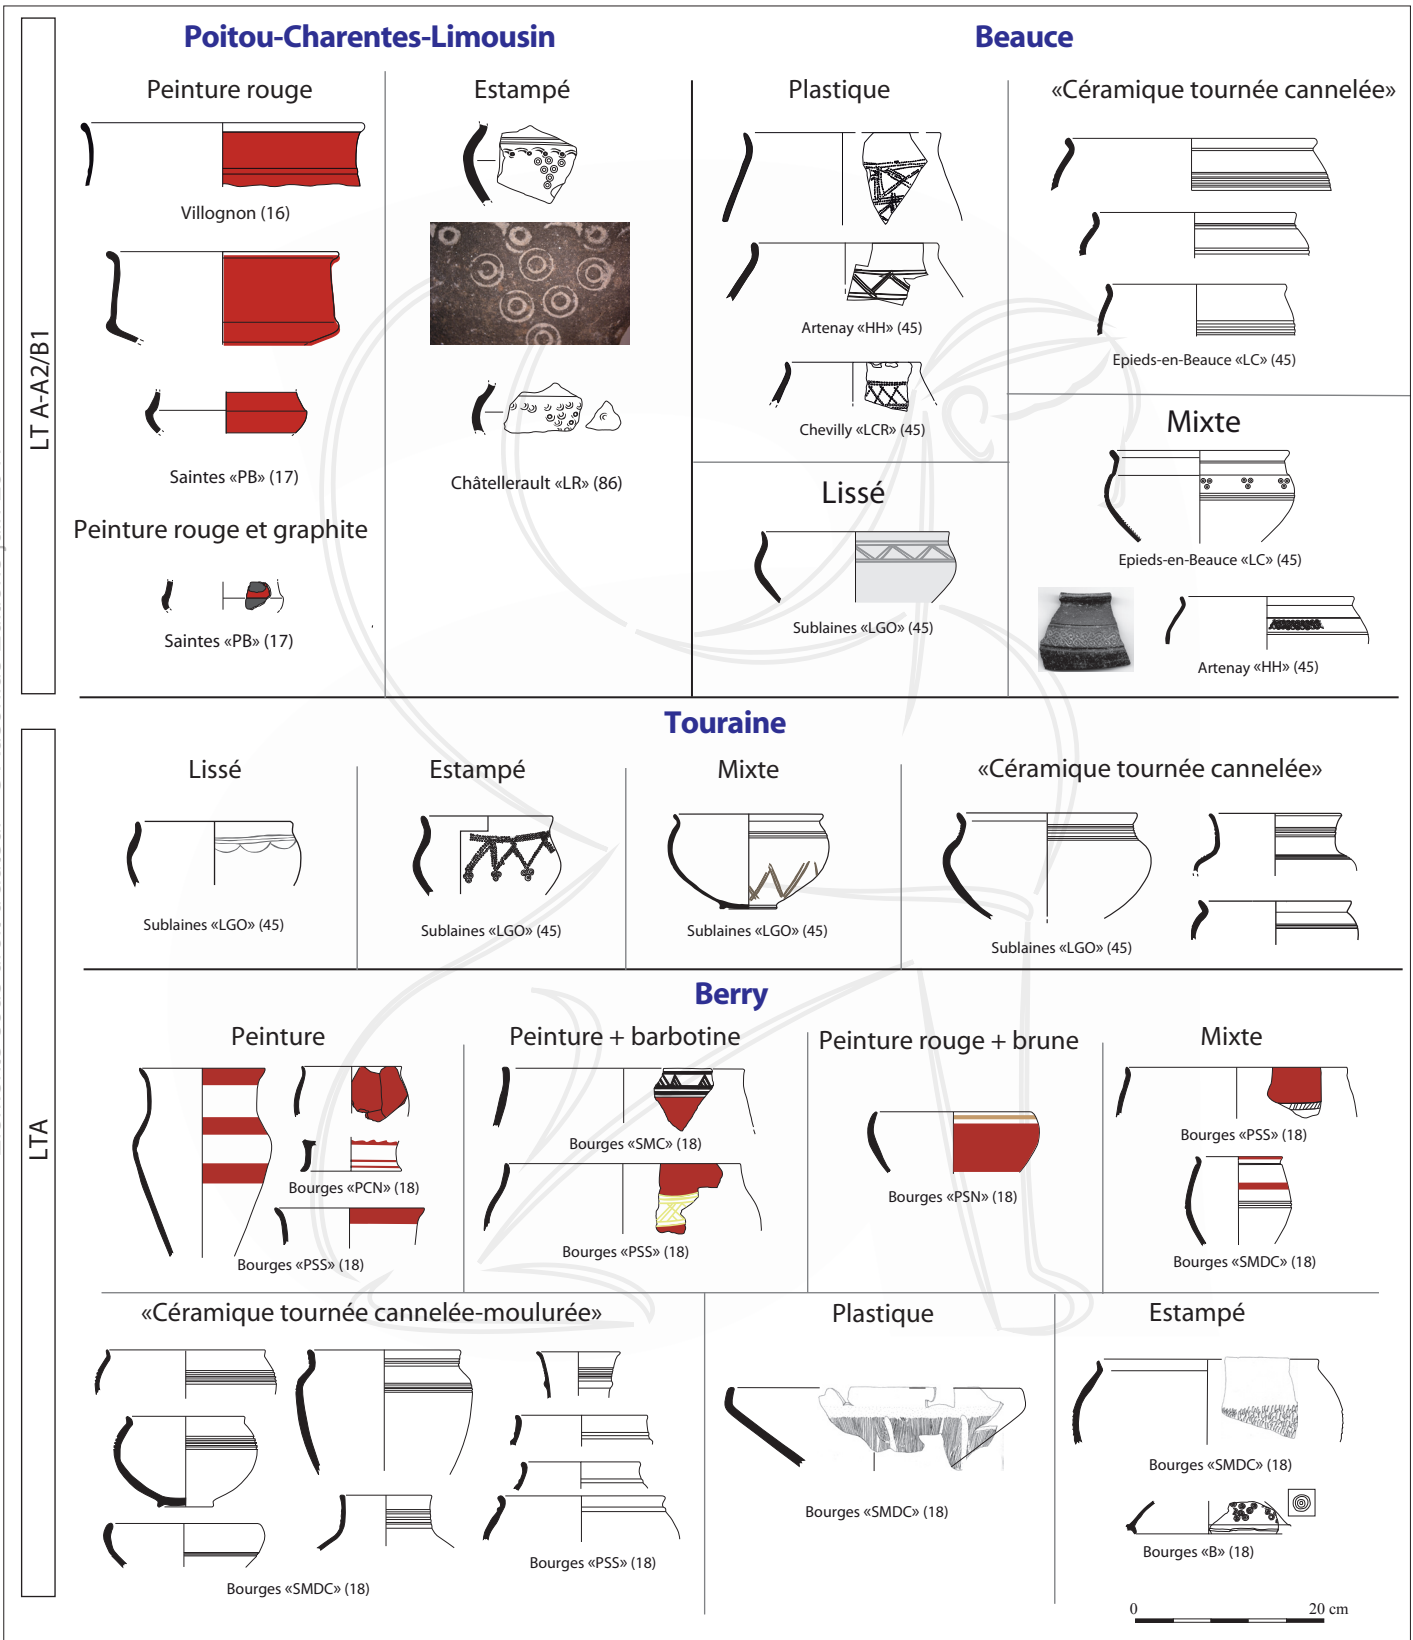 Poitou-Charentes-Limousin
Beauce
LT A-A2/B1
Peinture rouge
Villognon (16)
Saintes «PB» (17)
Peinture rouge et graphite
Saintes «PB» (17)
Estampé
Châtellerault «LR» (86)
Plastique
Artenay «HH» (45)
Chevilly «LCR» (45)
Lissé
Sublaines «LGO» (45)
«Céramique tournée cannelée»
Epieds-en-Beauce «LC» (45)
Mixte
Epieds-en-Beauce «LC» (45)
Artenay «HH» (45)
LTA
Touraine
Lissé
Sublaines «LGO» (45)
Estampé
Sublaines «LGO» (45)
Mixte
Sublaines «LGO» (45)
«Céramique tournée cannelée»
Sublaines «LGO» (45)
Berry
Peinture
Bourges «PCN» (18)
Bourges «PSS» (18)
Peinture + barbotine
Bourges «SMC» (18)
Bourges «PSS» (18)
Peinture rouge + brune
Bourges «PSN» (18)
Mixte
Bourges «PSS» (18)
Bourges «SMDC» (18)
«Céramique tournée cannelée-moulurée»
Bourges «PSS» (18)
Bourges «SMDC» (18)
Plastique
Bourges «SMDC» (18)
Estampé
Bourges «SMDC» (18)
Bourges «B» (18)
0 20 cm